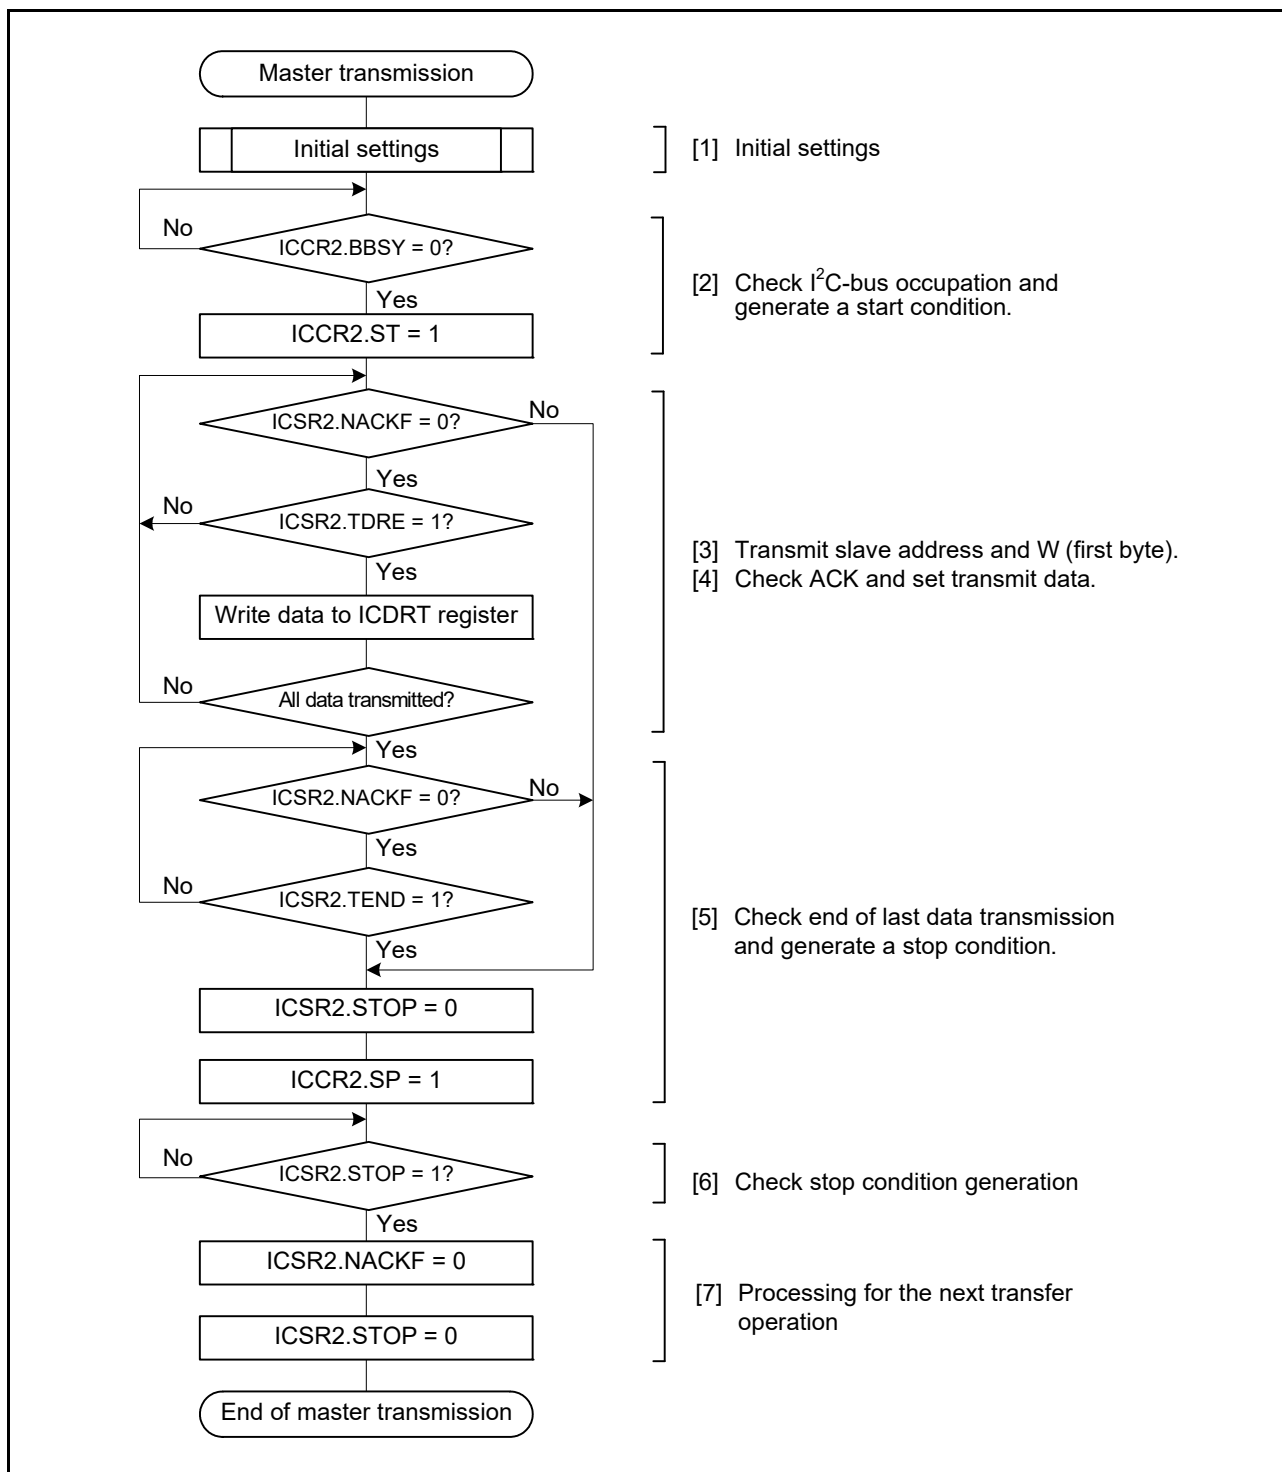 Master transmission
Initial settings
[1] Initial settings
No
ICCR2.BBSY = 0?
Yes
[2] Check I²C-bus occupation and
generate a start condition.
ICCR2.ST = 1
ICSR2.NACKF = 0?
No
Yes
No
ICSR2.TDRE = 1?
Yes
[3] Transmit slave address and W (first byte).
[4] Check ACK and set transmit data.
Write data to ICDRT register
No
All data transmitted?
Yes
ICSR2.NACKF = 0?
No
Yes
No
ICSR2.TEND = 1?
Yes
[5] Check end of last data transmission
and generate a stop condition.
ICSR2.STOP = 0
ICCR2.SP = 1
No
ICSR2.STOP = 1?
Yes
[6] Check stop condition generation
ICSR2.NACKF = 0
[7] Processing for the next transfer
operation
ICSR2.STOP = 0
End of master transmission